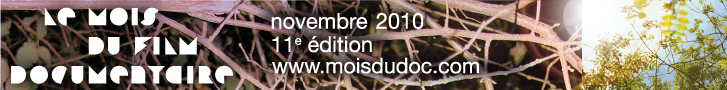 LE MOIS
DU FILM
DOCUMENTAIRE
novembre 2010
11e édition
www.moisdudoc.com